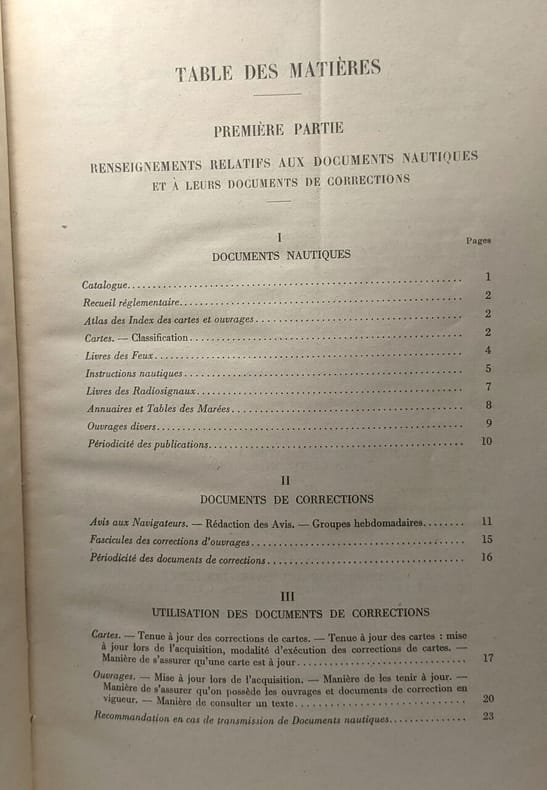 TABLE DES MATIÈRES
PREMIÈRE PARTIE
RENSEIGNEMENTS RELATIFS AUX DOCUMENTS NAUTIQUES
ET À LEURS DOCUMENTS DE CORRECTIONS
I
Pages
DOCUMENTS NAUTIQUES
Catalogue. 1
Recueil réglementaire. 2
Atlas des Index des cartes et ouvrages. 2
Cartes. — Classification. 2
Livres des Feux. 4
Instructions nautiques. 5
Livres des Radiosignaux. 7
Annuaires et Tables des Marées. 8
Ouvrages divers. 9
Périodicité des publications. 10
II
DOCUMENTS DE CORRECTIONS
Avis aux Navigateurs. — Rédaction des Avis. — Groupes hebdomadaires. 11
Fascicules des corrections d'ouvrages. 15
Périodicité des documents de corrections. 16
III
UTILISATION DES DOCUMENTS DE CORRECTIONS
Cartes. — Tenue à jour des corrections de cartes. — Tenue à jour des cartes : mise
à jour lors de l'acquisition, modalité d'exécution des corrections de cartes. —
Manière de s'assurer qu'une carte est à jour. 17
Ouvrages. — Mise à jour lors de l'acquisition. — Manière de les tenir à jour. —
Manière de s'assurer qu'on possède les ouvrages et documents de correction en
vigueur. — Manière de consulter un texte. 20
Recommandation en cas de transmission de Documents nautiques. 23